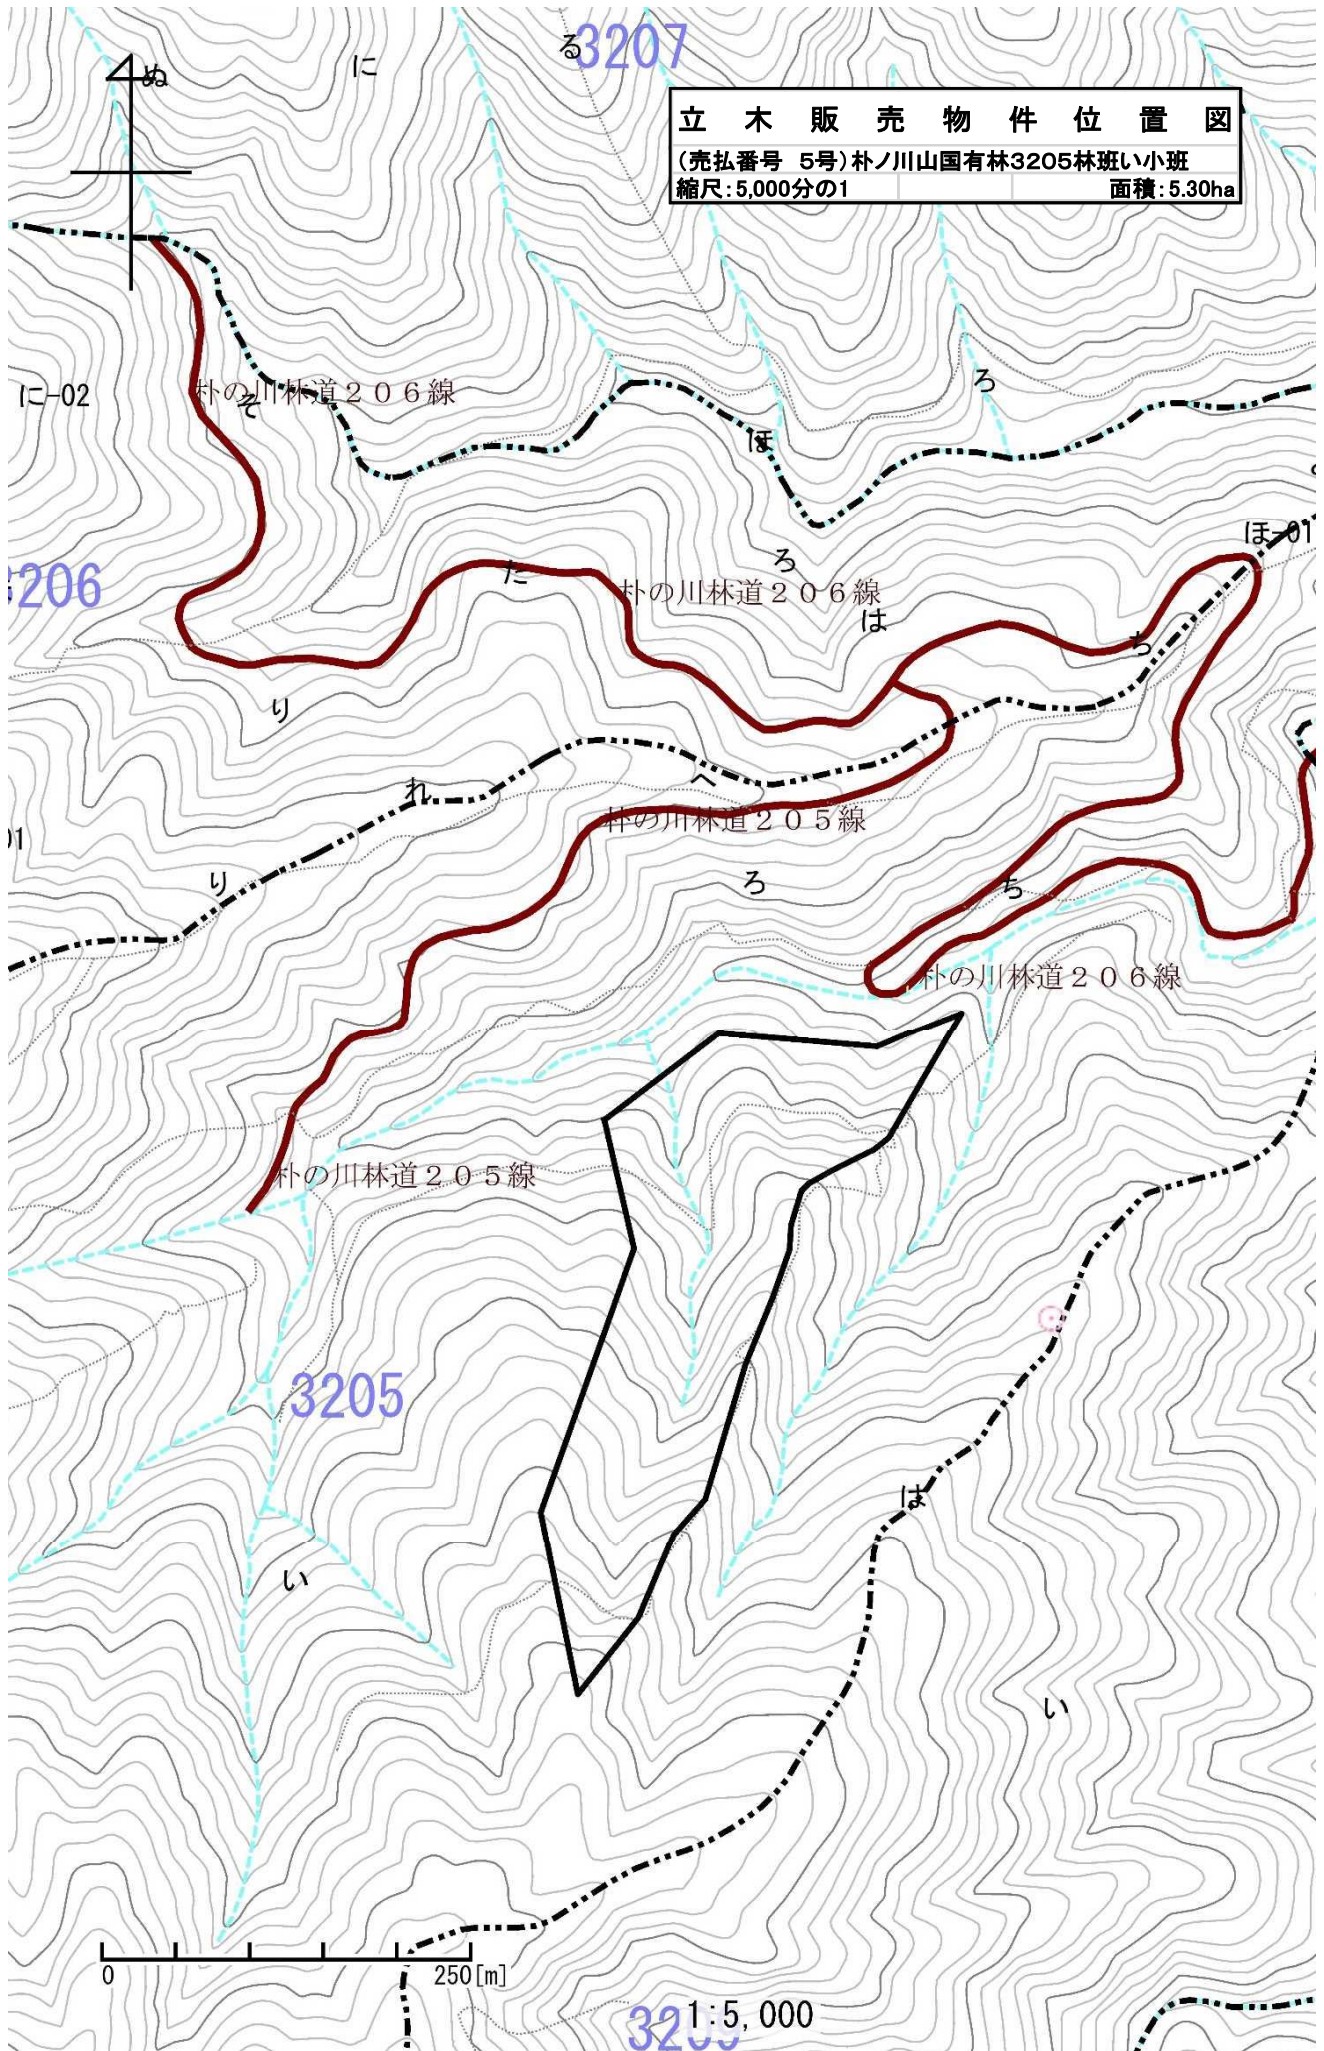 る
3207
に
ぬ
立木販売物件位置図
(売払番号 5号)朴ノ川山国有林3205林班い小班
縮尺:5,000分の1
面積:5.30ha
ろ
に-02
朴の川林道206線
そ
ほ
ほ-01
ろ
た
朴の川林道206線
は
ち
り
れ
へ
朴の川林道205線
り
ろ
ち
朴の川林道206線
朴の川林道205線
3205
は
い
い
0
250[m]
1:5,000